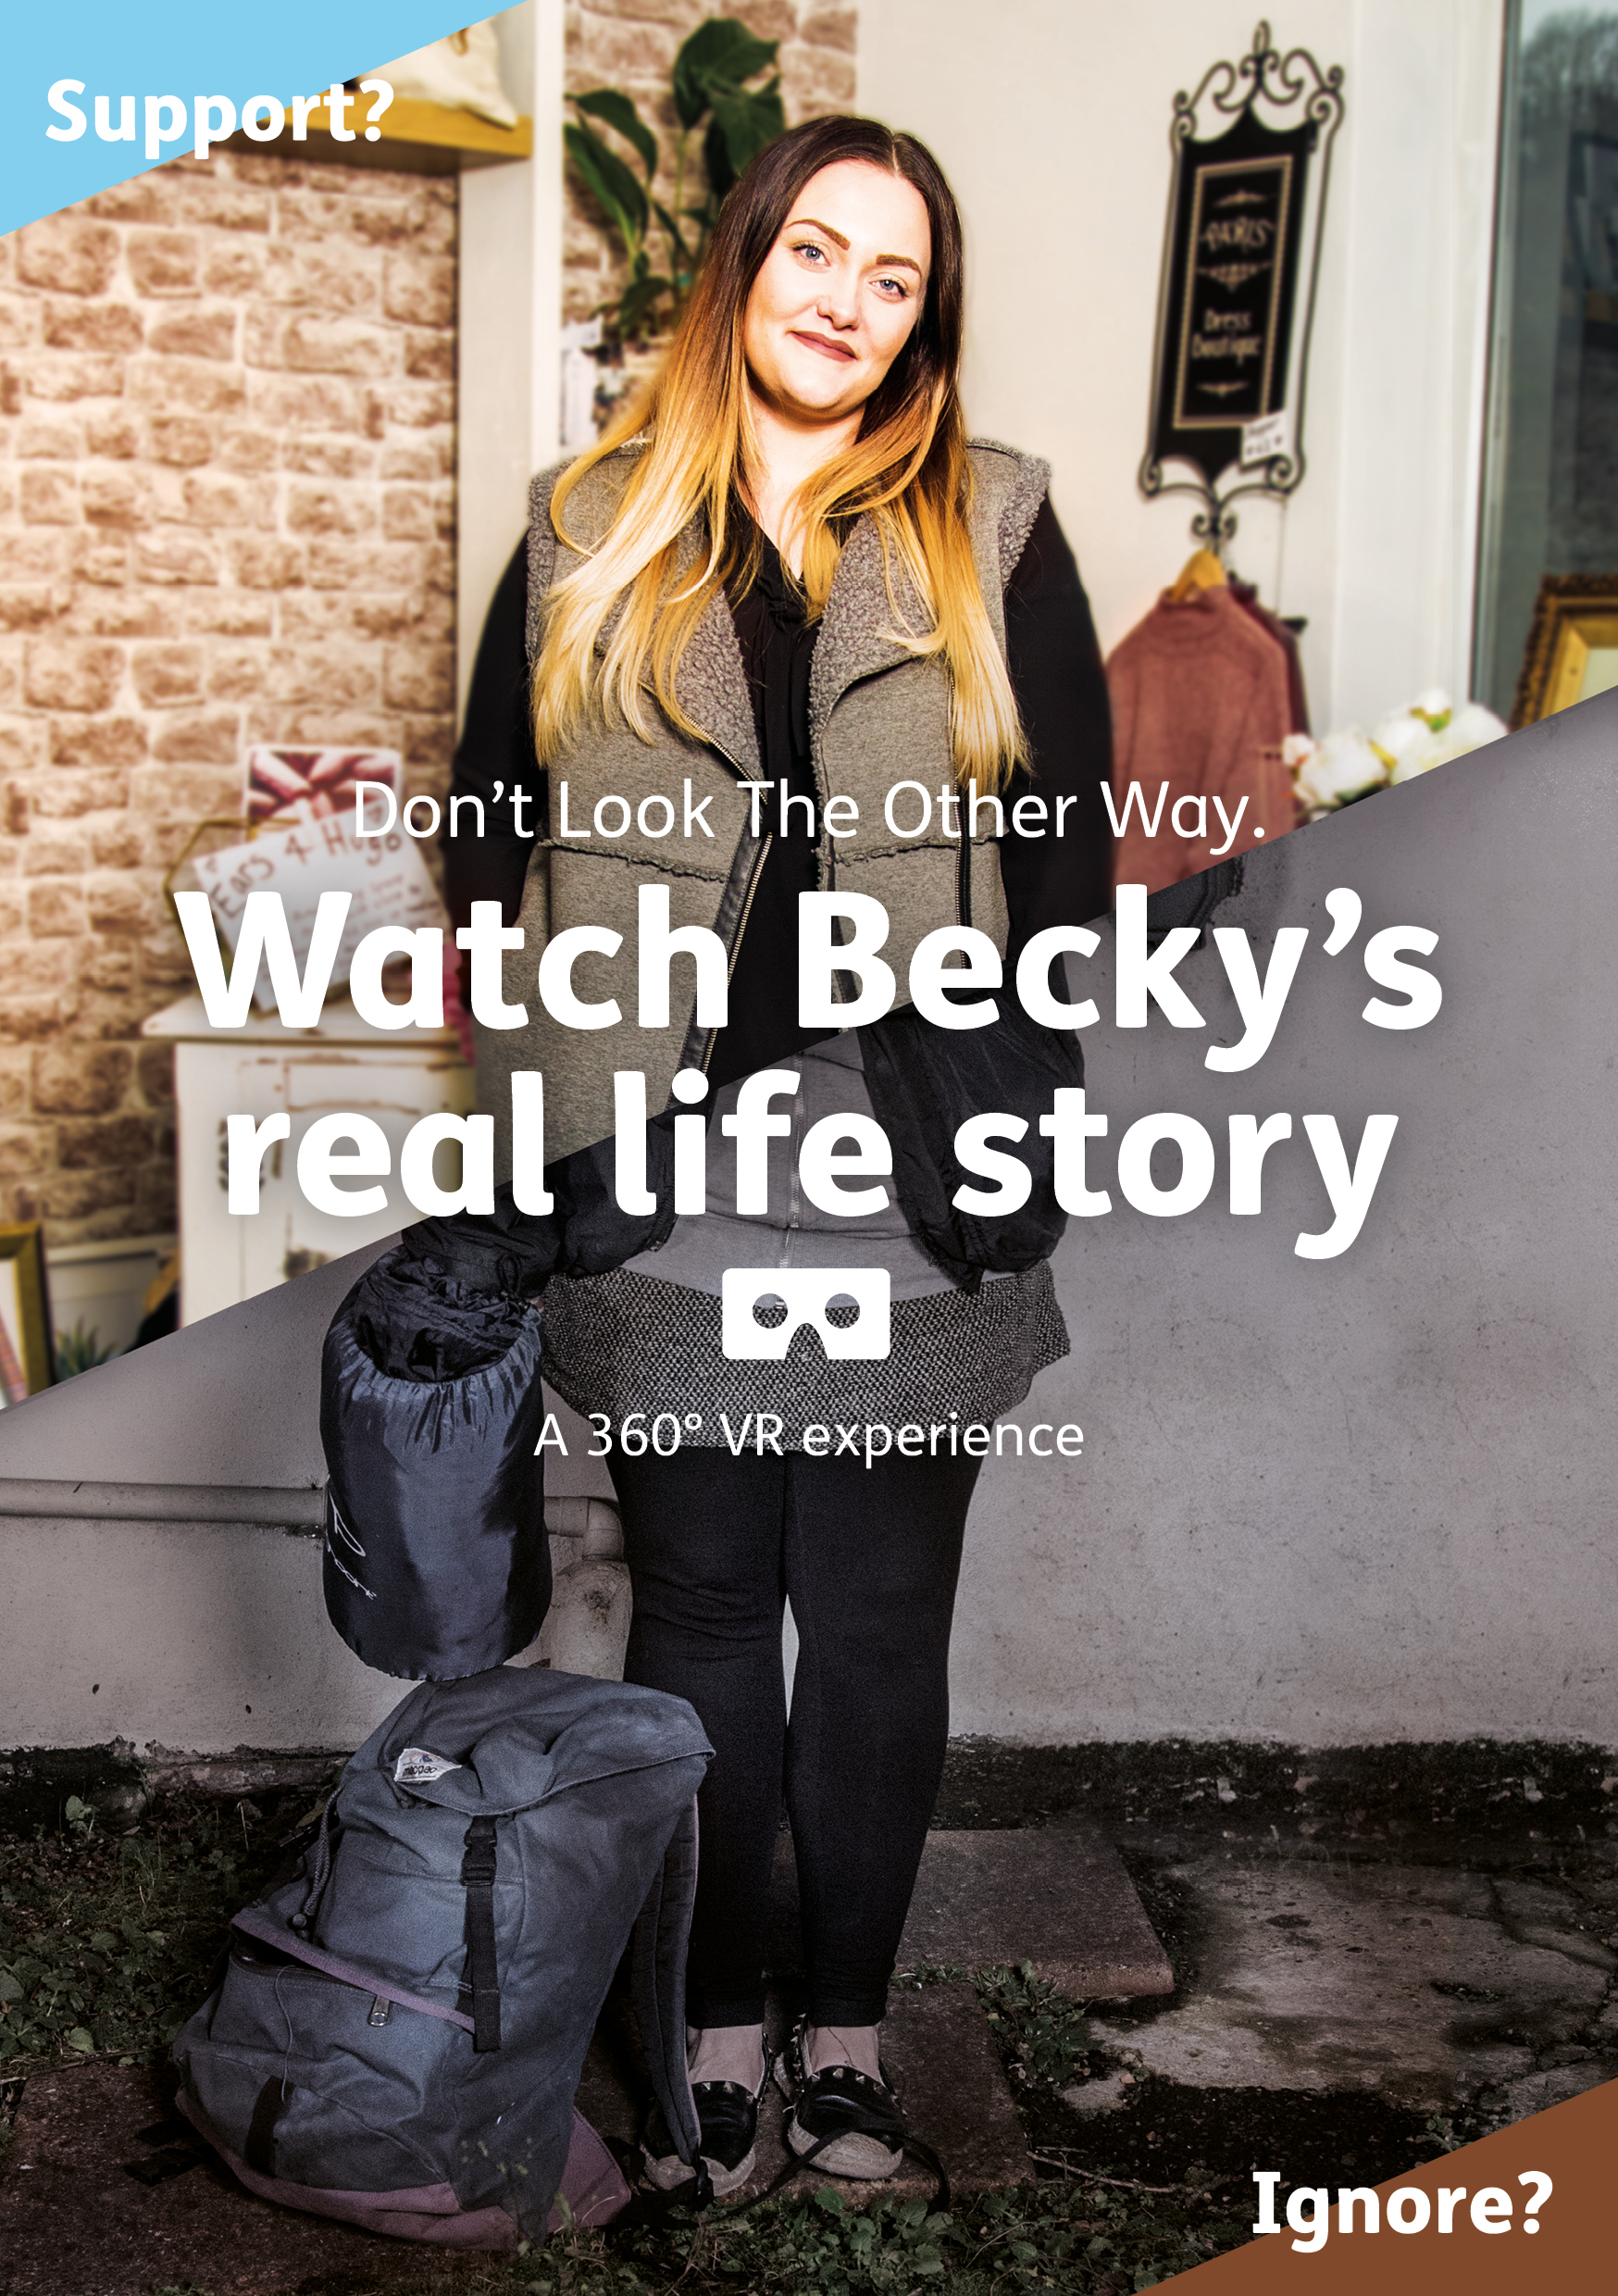 Support?
PARIS
Dress
Boutique
Don't Look The Other Way.
Ears 4 Hugo
Watch Becky's
real life story
A 360° VR experience
Ignore?